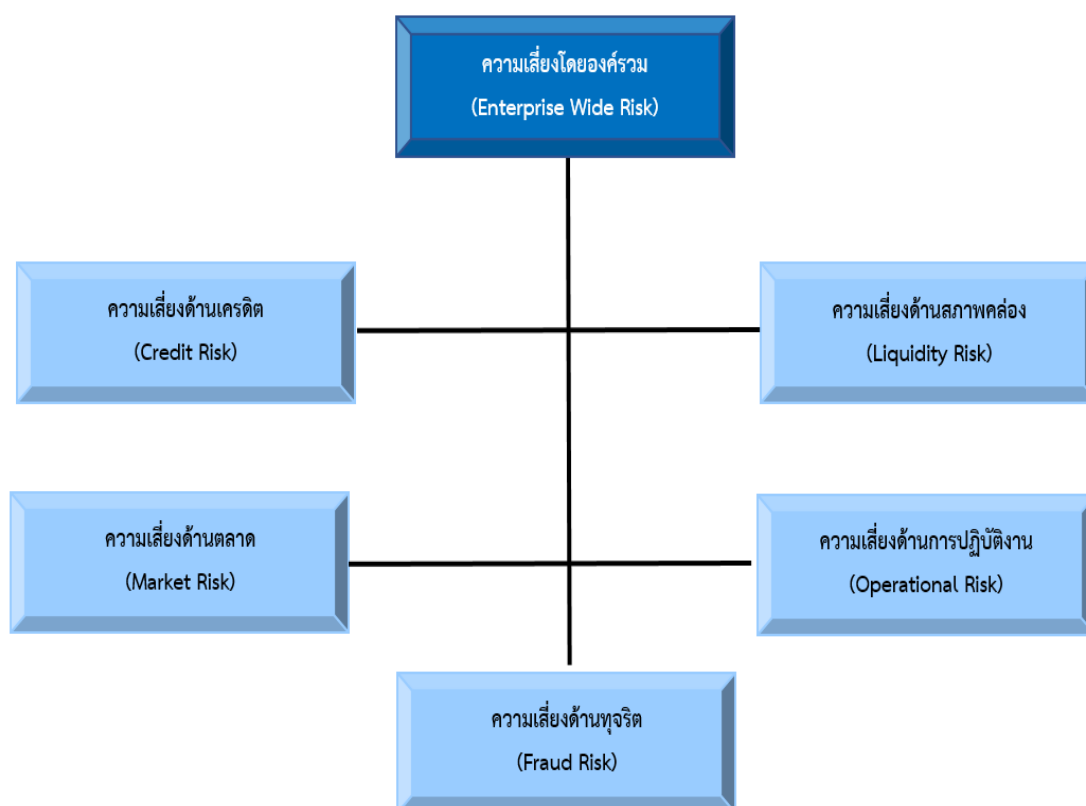 ความเสี่ยงโดยองค์รวม
(Enterprise Wide Risk)
ความเสี่ยงด้านเครดิต
(Credit Risk)
ความเสี่ยงด้านสภาพคล่อง
(Liquidity Risk)
ความเสี่ยงด้านตลาด
(Market Risk)
ความเสี่ยงด้านการปฏิบัติงาน
(Operational Risk)
ความเสี่ยงด้านทุจริต
(Fraud Risk)